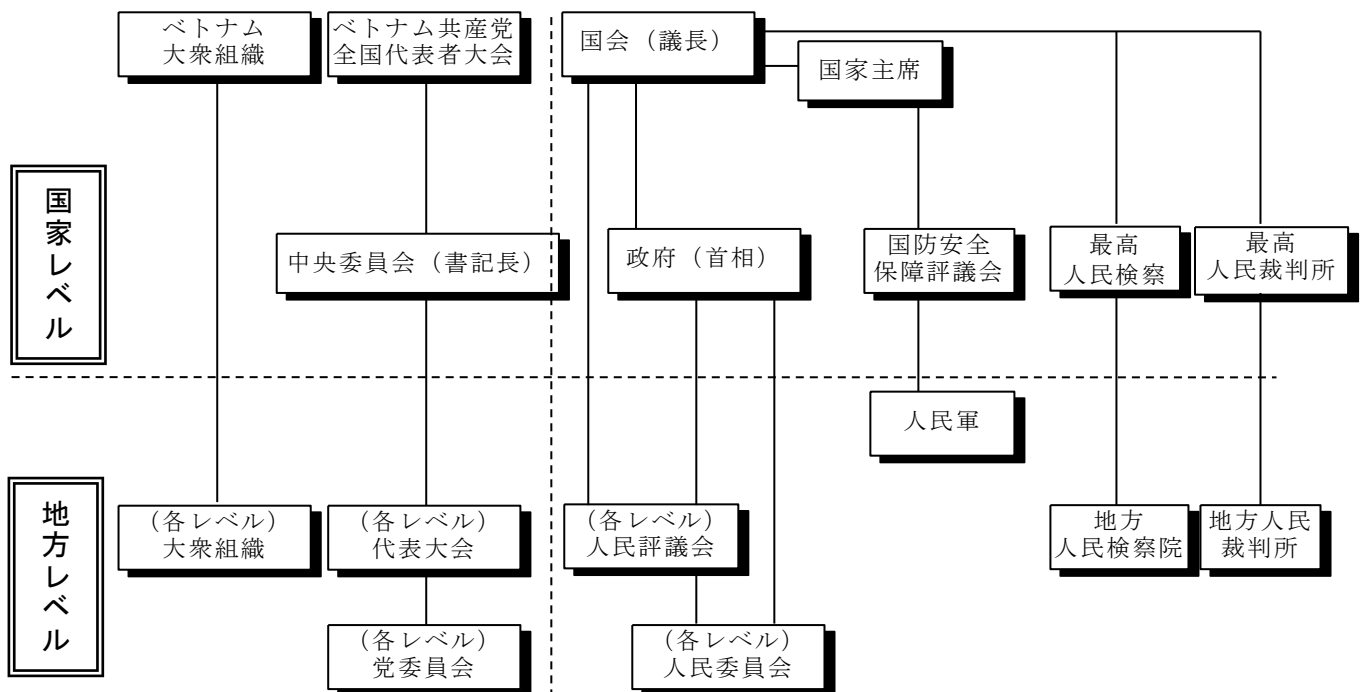 ベトナム
大衆組織
ベトナム共産党
全国代表者大会
国会（議長）
国家主席
国家レベル
中央委員会（書記長）
政府（首相）
国防安全
保障評議会
最高
人民検察
最高
人民裁判所
人民軍
地方レベル
（各レベル）
大衆組織
（各レベル）
代表大会
（各レベル）
人民評議会
地方
人民検察院
地方人民
裁判所
（各レベル）
党委員会
（各レベル）
人民委員会